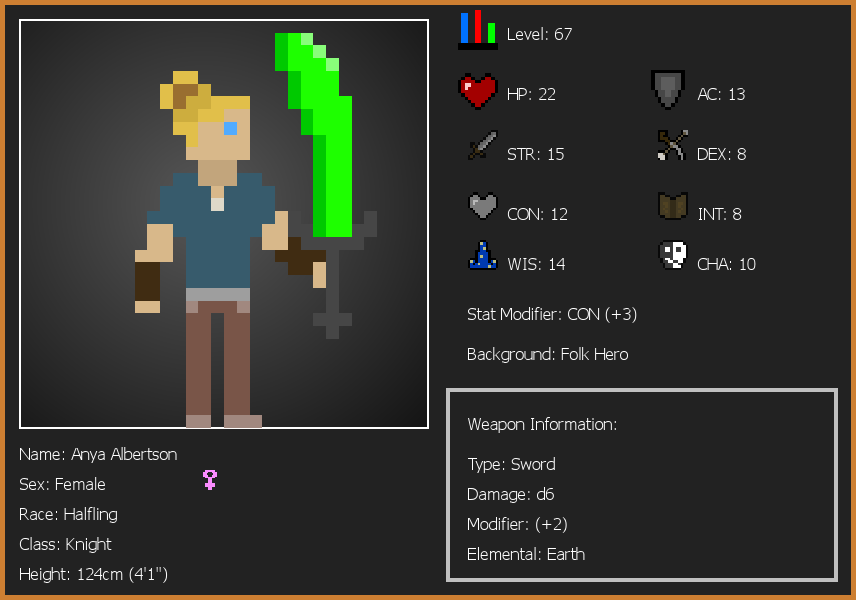 Level: 67
HP: 22
AC: 13
STR: 15
DEX: 8
CON: 12
INT: 8
WIS: 14
CHA: 10
Stat Modifier: CON (+3)
Background: Folk Hero
Weapon Information:
Type: Sword
Damage: d6
Modifier: (+2)
Elemental: Earth
Name: Anya Albertson
Sex: Female
Race: Halfling
Class: Knight
Height: 124cm (4'1")